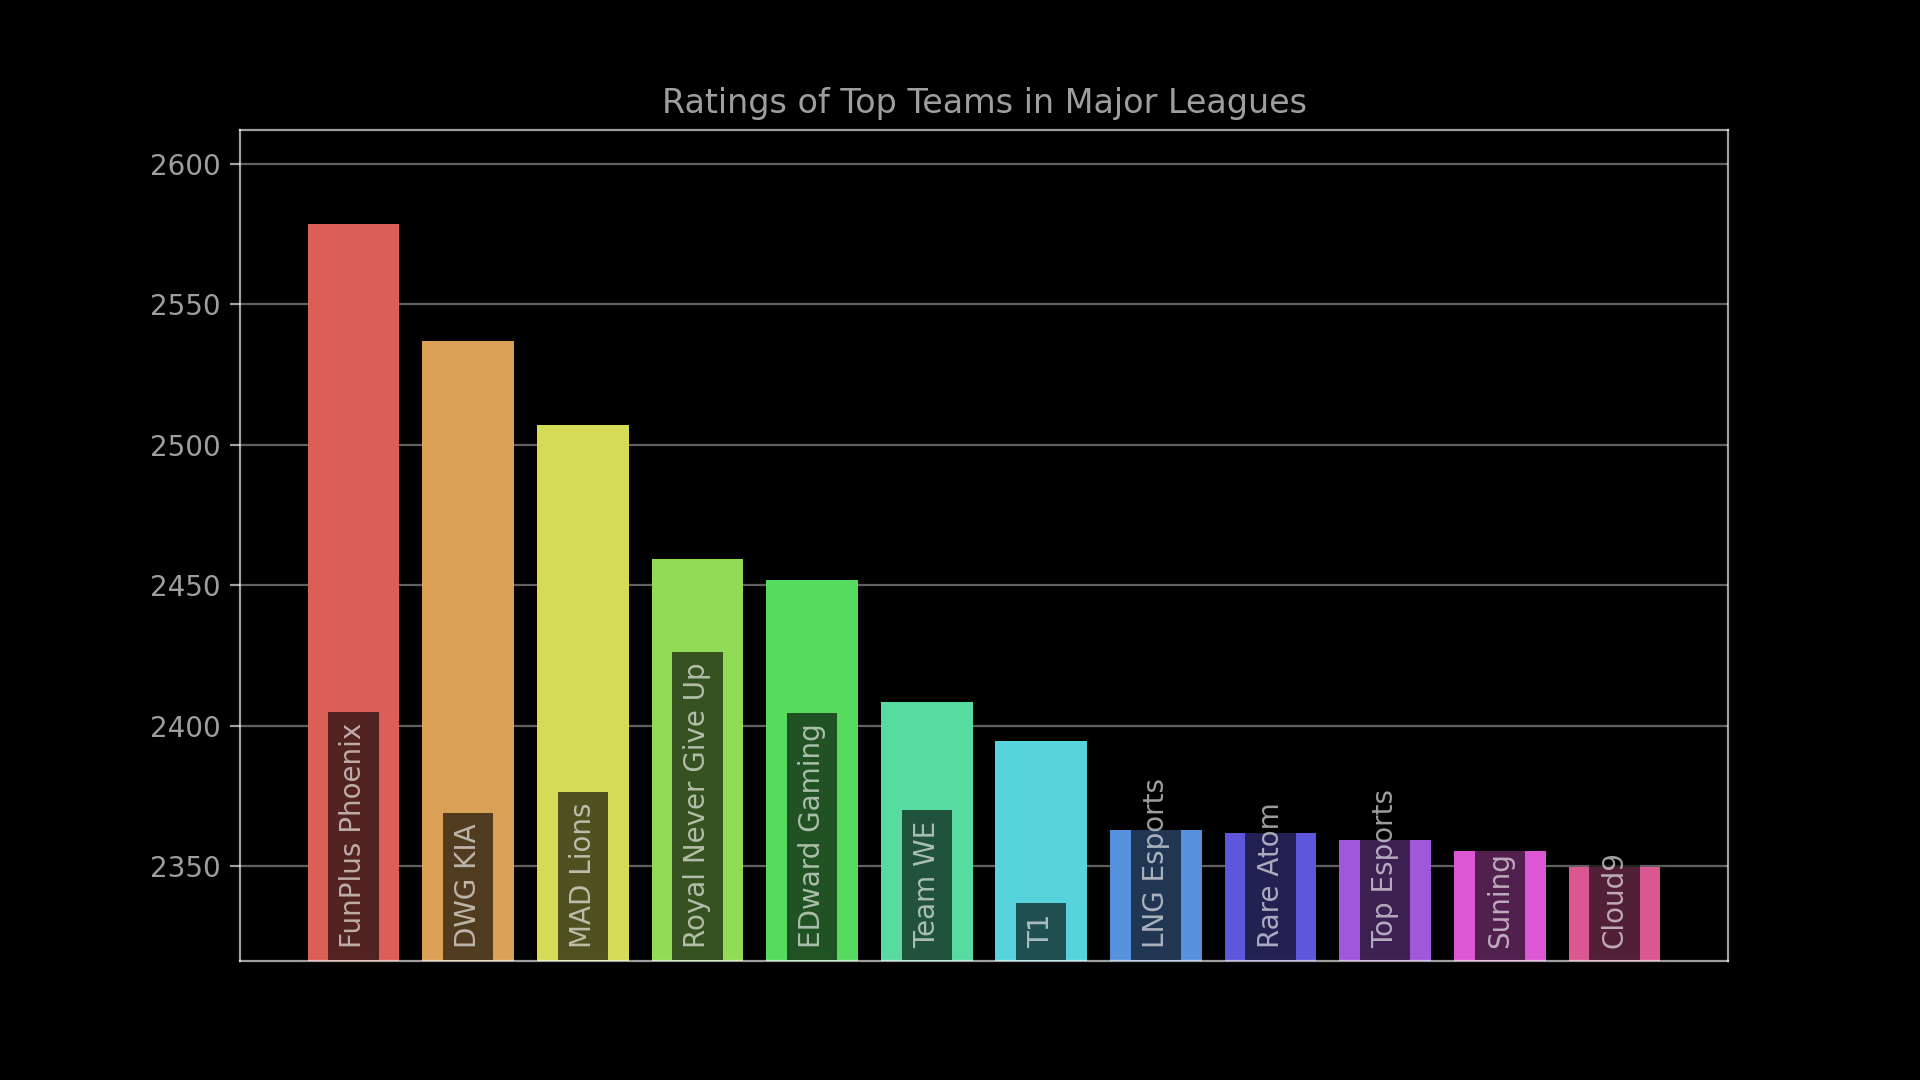 Ratings of Top Teams in Major Leagues
2600
2550
2500
2450
2400
2350
FunPlus Phoenix
DWG KIA
MAD Lions
Royal Never Give Up
EDward Gaming
Team WE
T1
LNG Esports
Rare Atom
Top Esports
Suning
Cloud9